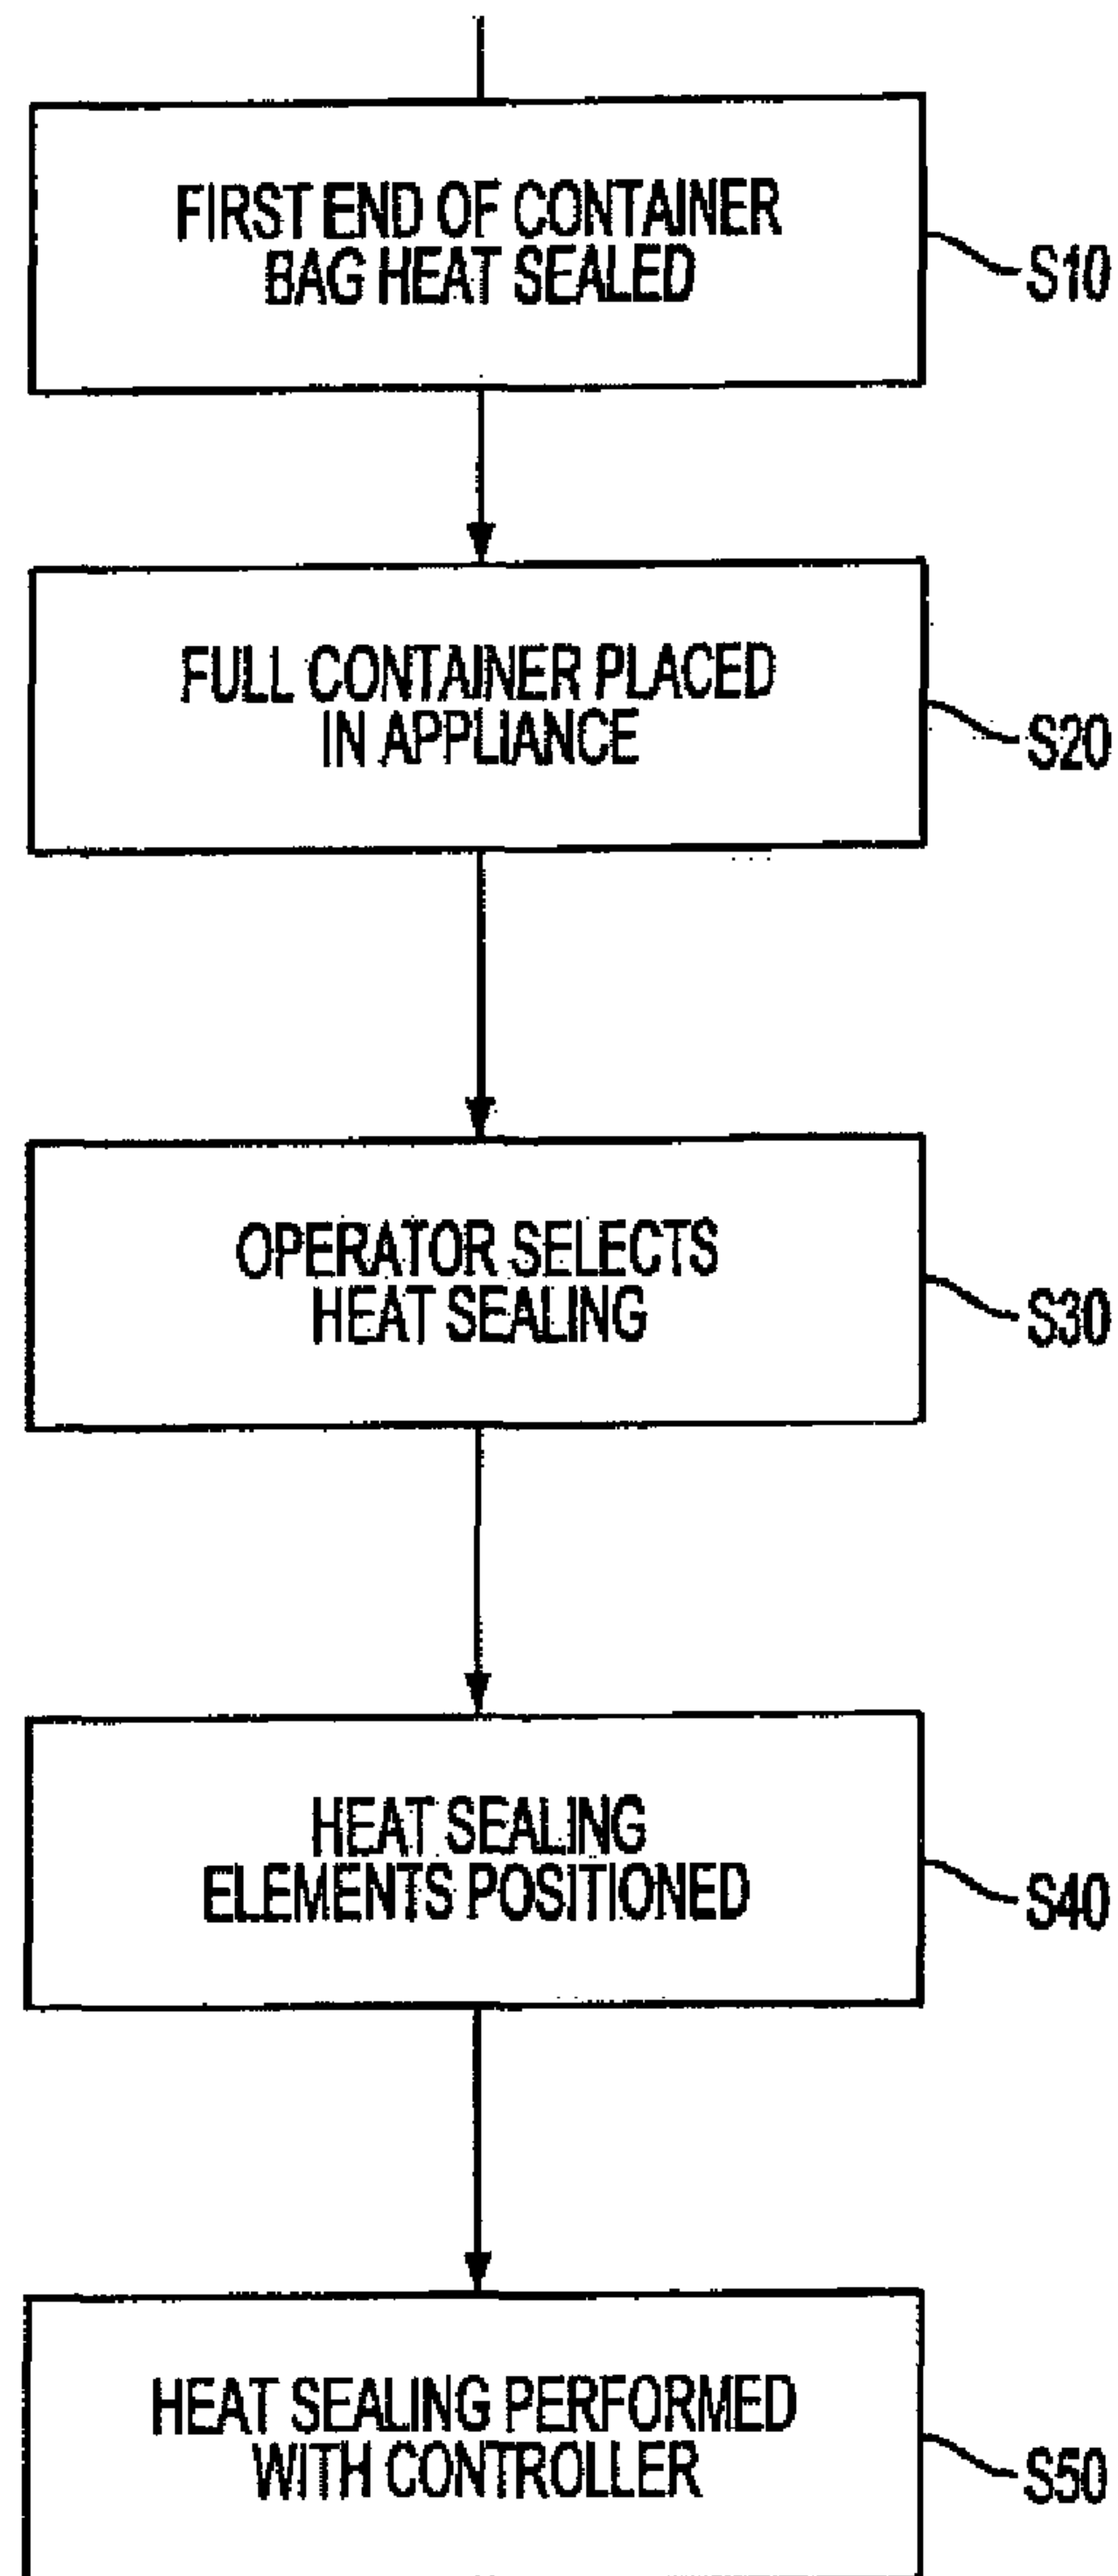 FIRST END OF CONTAINER
BAG HEAT SEALED
S10
FULL CONTAINER PLACED
IN APPLIANCE
S20
OPERATOR SELECTS
HEAT SEALING
S30
HEAT SEALING
ELEMENTS POSITIONED
S40
HEAT SEALING PERFORMED
WITH CONTROLLER
S50